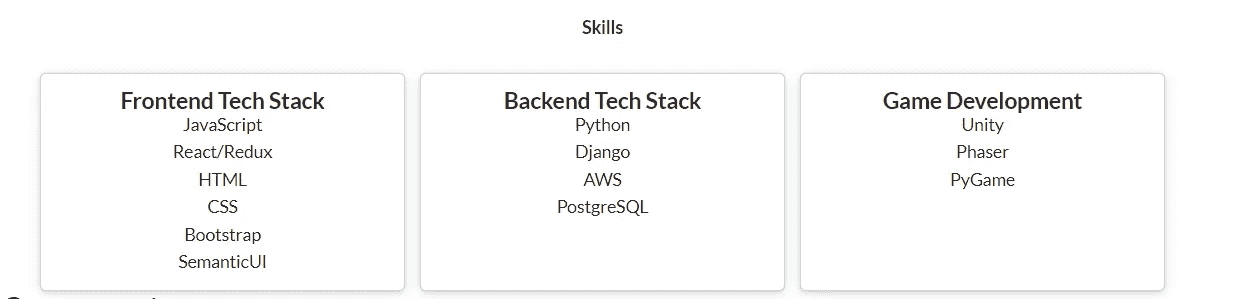 Skills
Frontend Tech Stack
JavaScript
React/Redux
HTML
CSS
Bootstrap
SemanticUI
Backend Tech Stack
Python
Django
AWS
PostgreSQL
Game Development
Unity
Phaser
PyGame